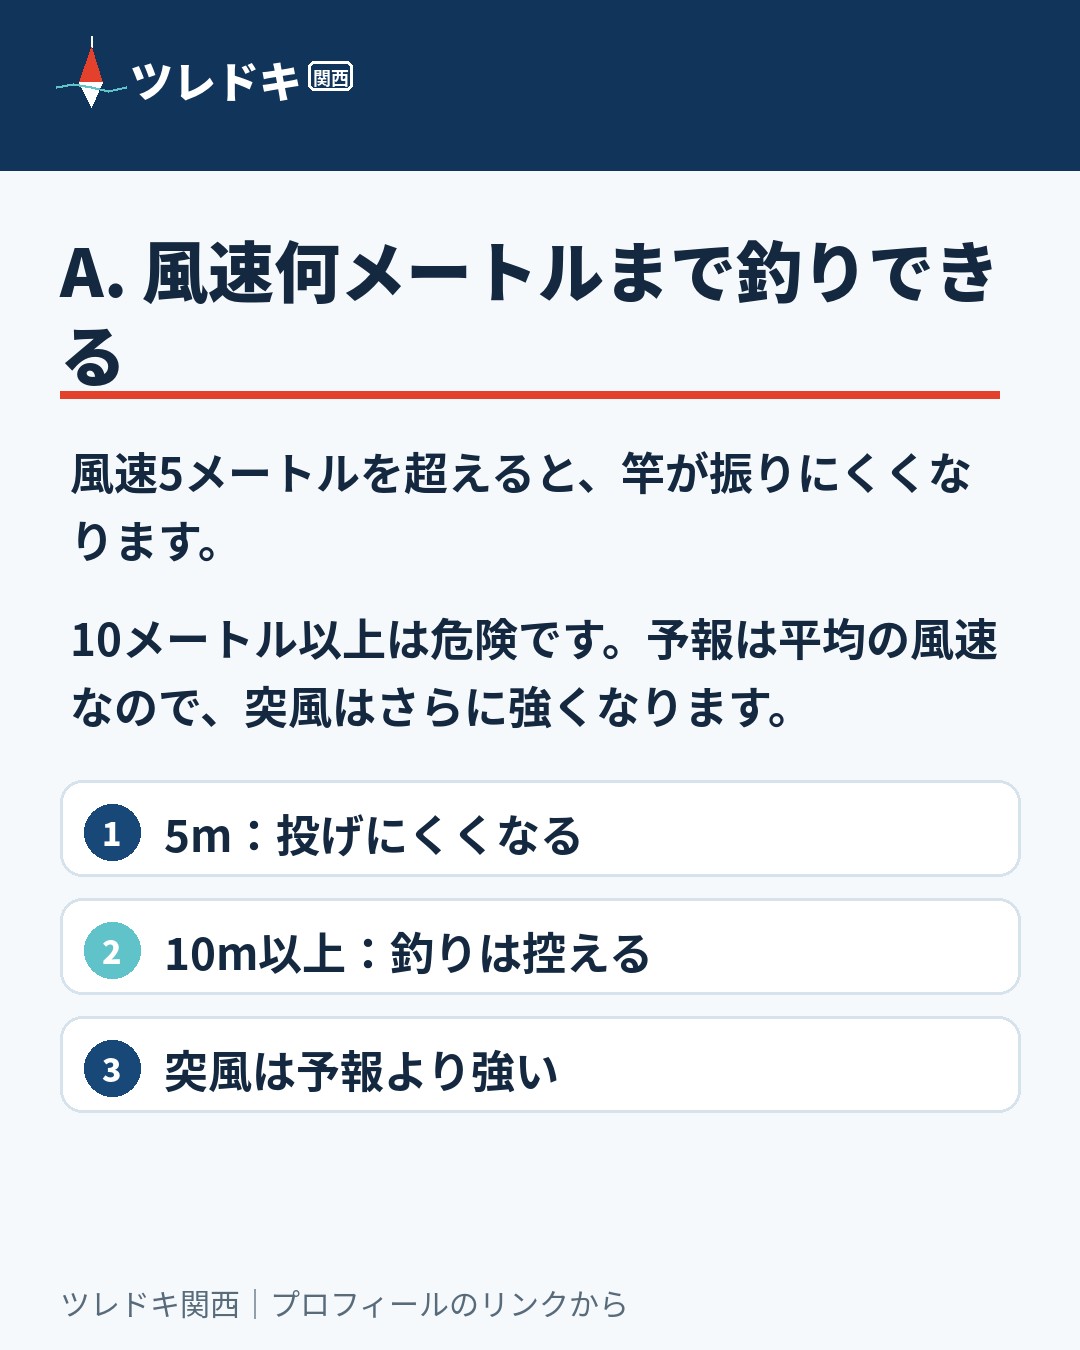 ツレドキ 関西
A. 風速何メートルまで釣りでき
る
風速5メートルを超えると、竿が振りにくくな
ります。
10メートル以上は危険です。予報は平均の風速
なので、突風はさらに強くなります。
1 5m：投げにくくなる
2 10m以上：釣りは控える
3 突風は予報より強い
ツレドキ関西｜プロフィールのリンクから